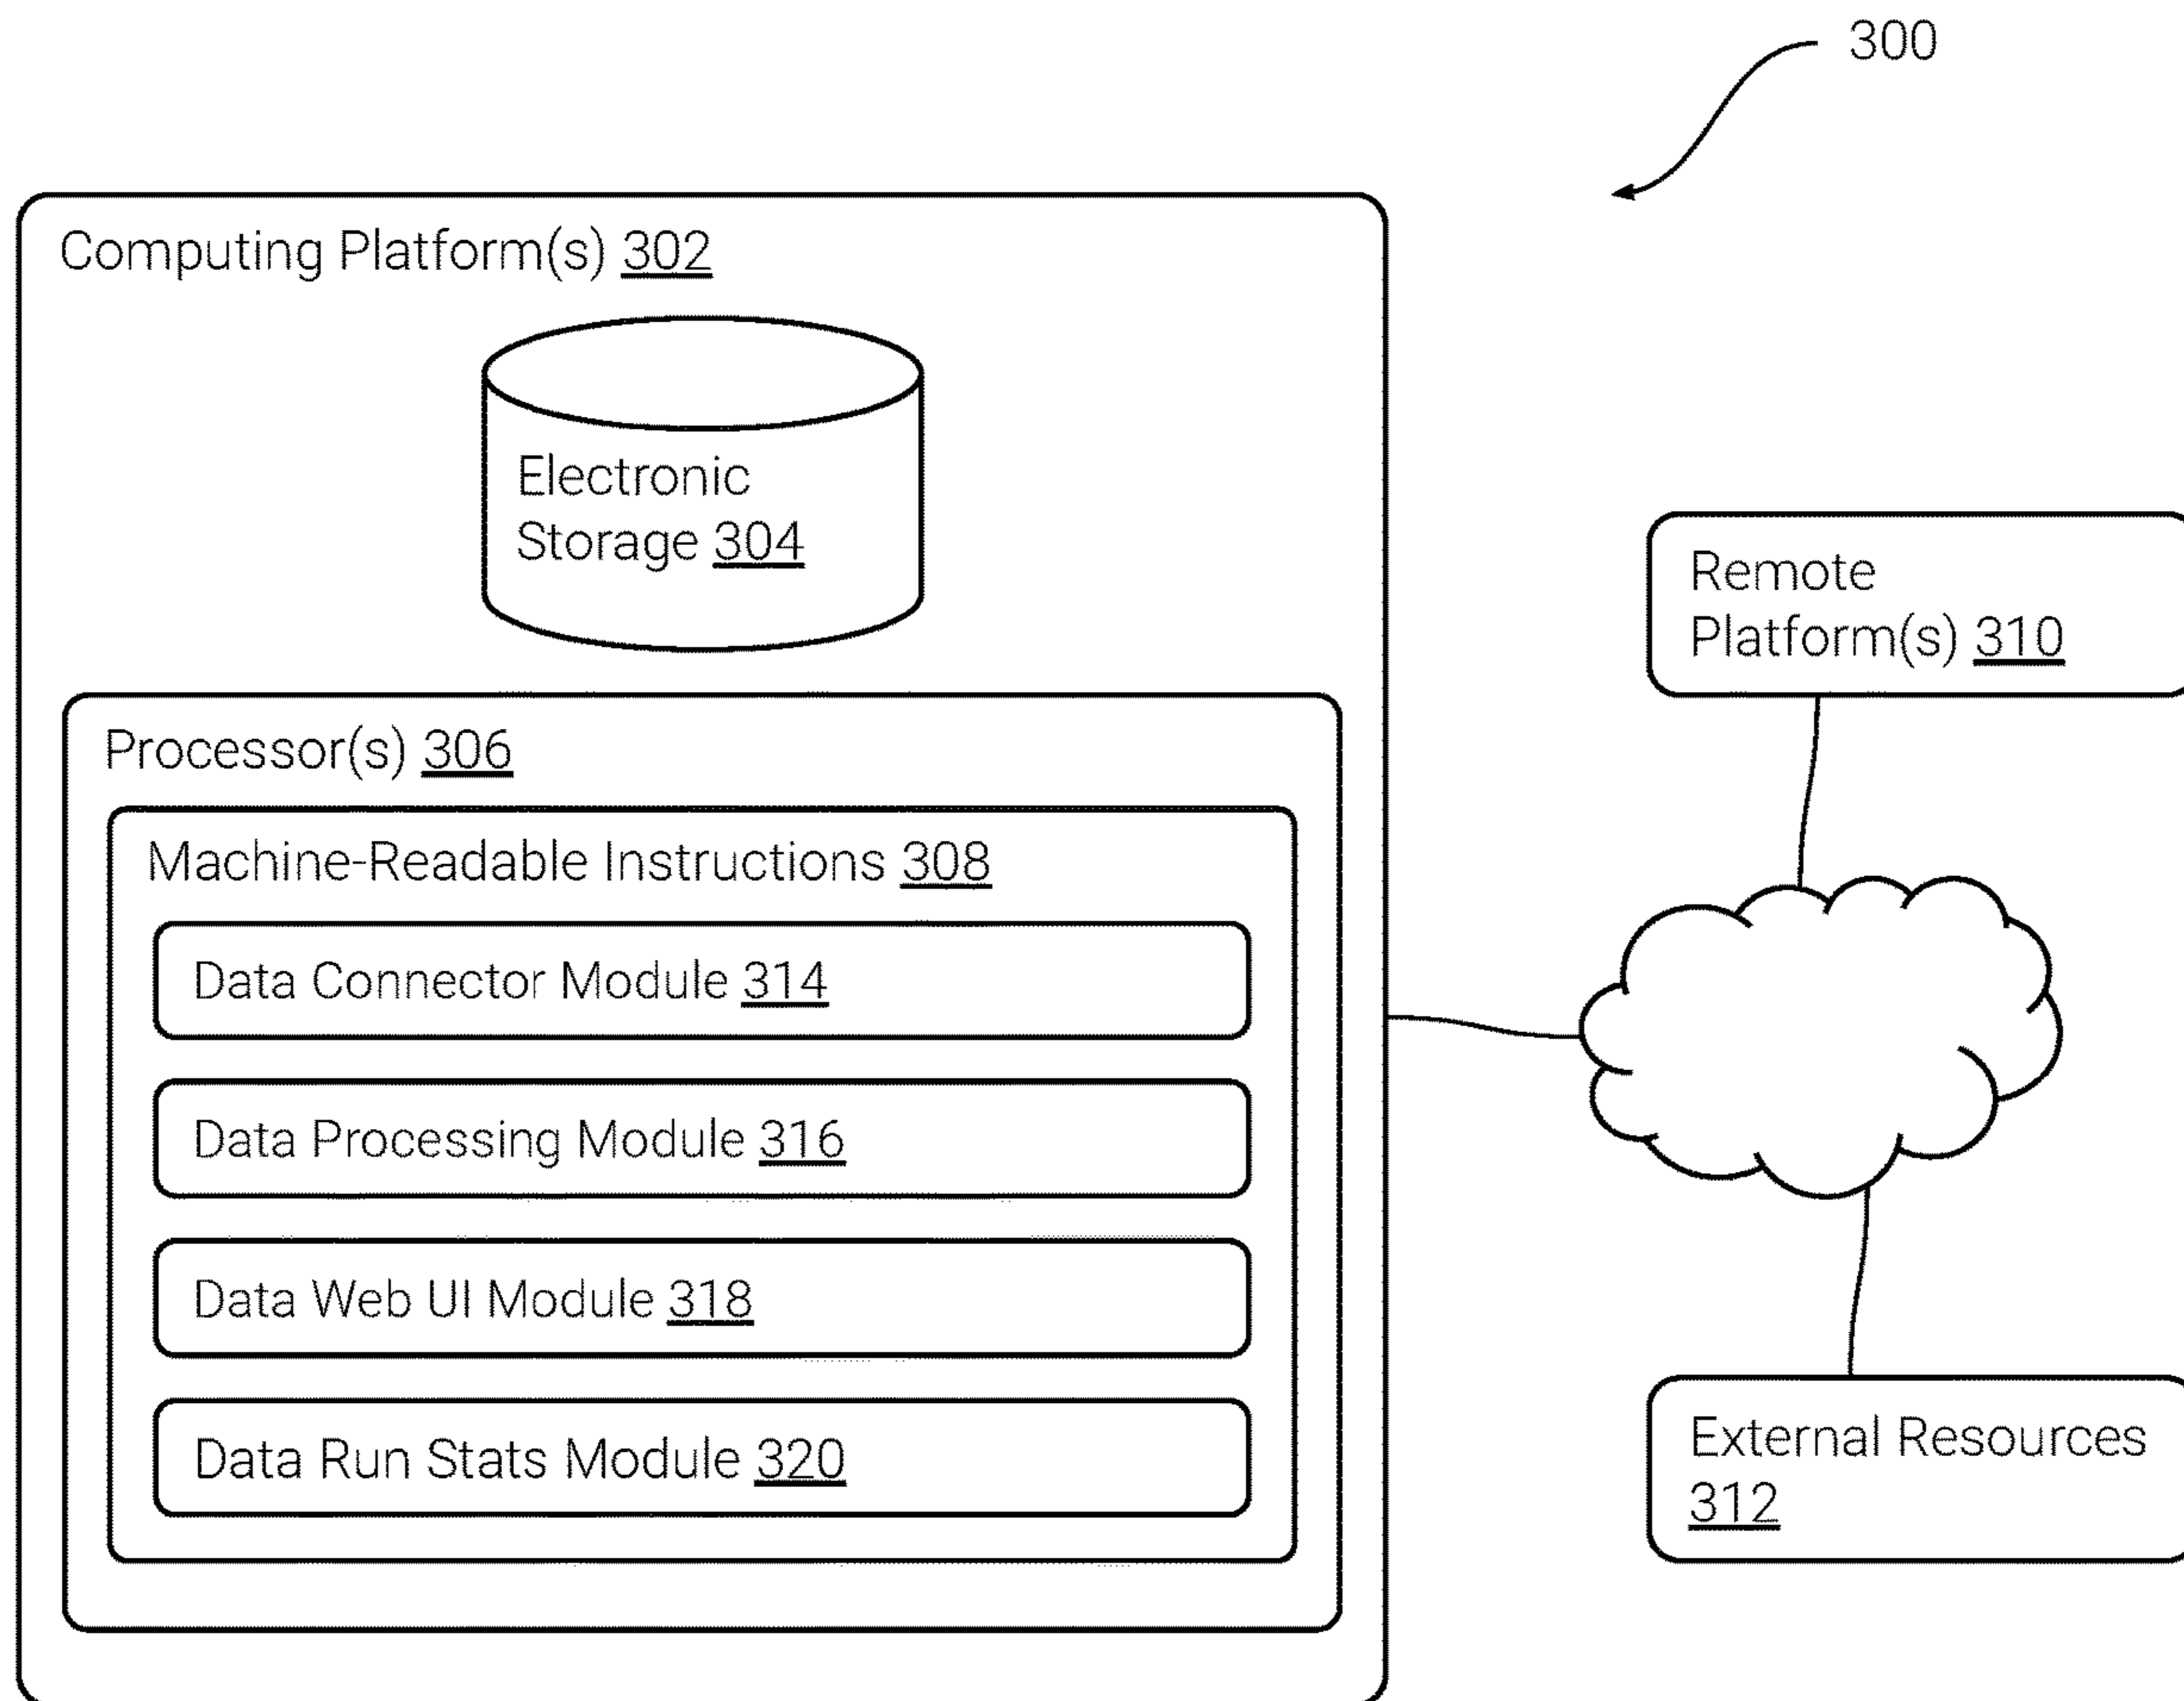 300
Computing Platform(s) 302
Electronic
Storage 304
Remote
Platform(s) 310
Processor(s) 306
Machine-Readable Instructions 308
Data Connector Module 314
Data Processing Module 316
Data Web UI Module 318
Data Run Stats Module 320
External Resources
312